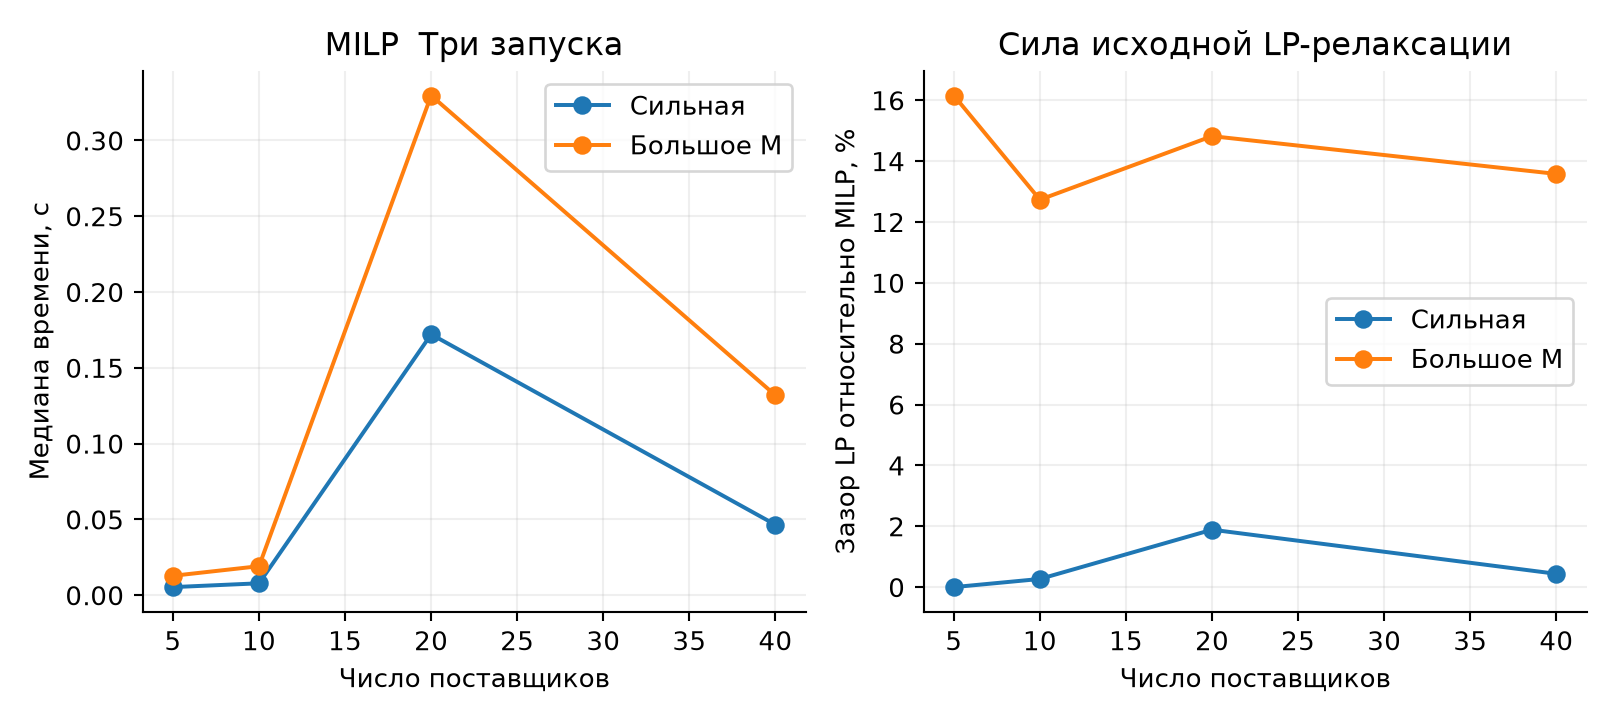 MILP  Три запуска
Медиана времени, с
0.30
0.25
0.20
0.15
0.10
0.05
0.00
5 10 15 20 25 30 35 40
Число поставщиков
Сильная
Большое M
Сила исходной LP-релаксации
Зазор LP относительно MILP, %
16
14
12
10
8
6
4
2
0
5 10 15 20 25 30 35 40
Число поставщиков
Сильная
Большое M